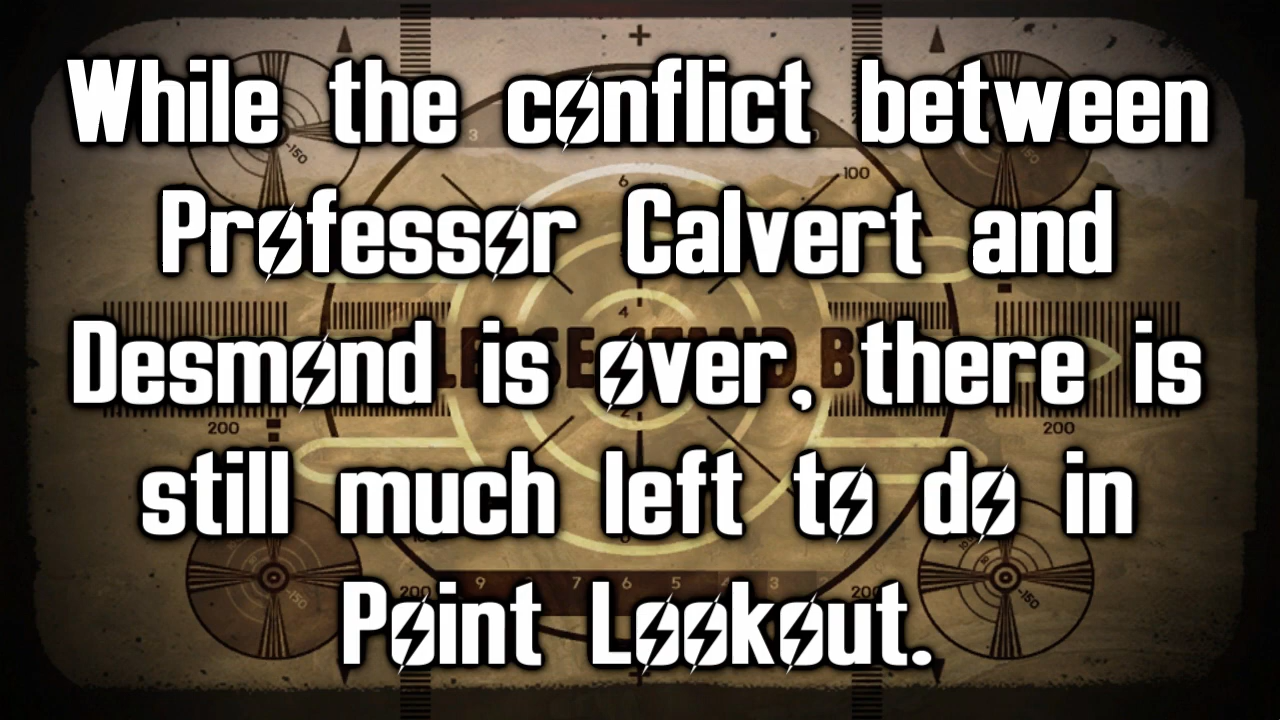 While the conflict between
Professor Calvert and
Desmond is over, there is
still much left to do in
Point Lookout.